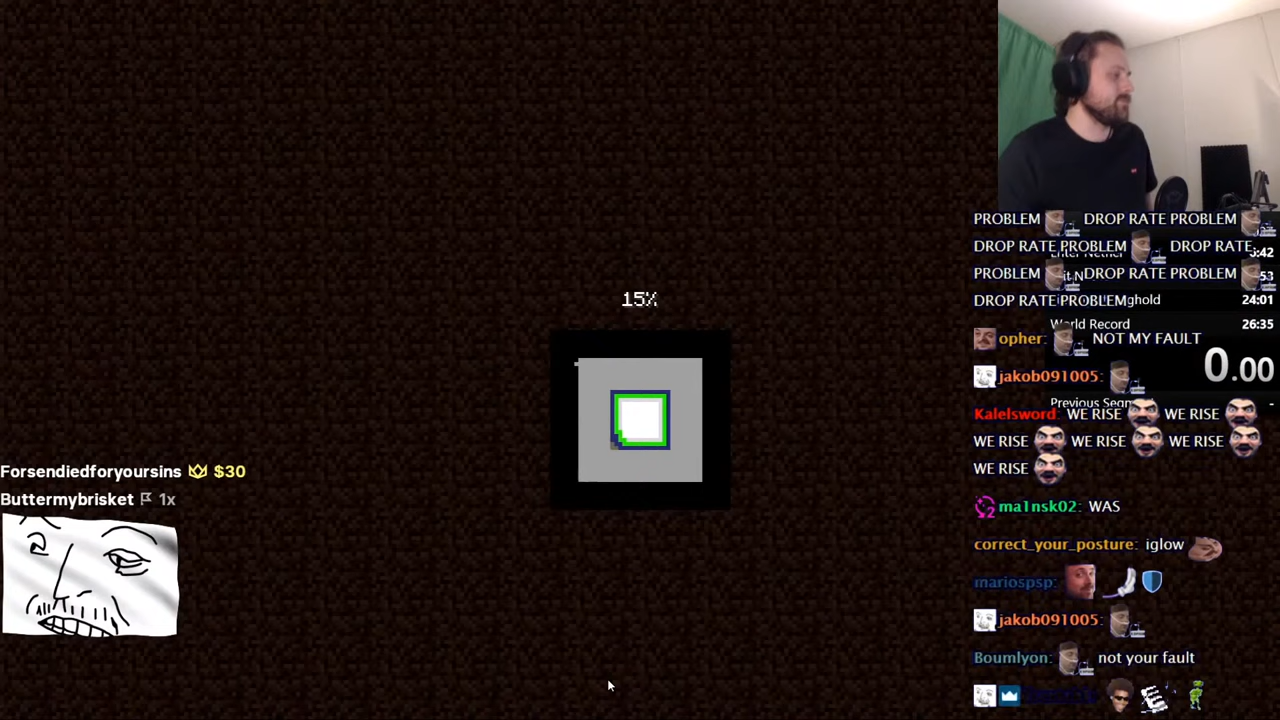 15%
Forsendiedforyoursins $30
Buttermybrisket 1x
PROBLEM DROP RATE PROBLEM
DROP RATE PROBLEM DROP RATE
:42
PROBLEM DROP RATE PROBLEM
53
DROP RATE PROBLEM
24:01
World Record 26:35
opher: NOT MY FAULT
0.00
jakob091005:
Previous -
Kalelsword: WE RISE WE RISE
WE RISE WE RISE WE RISE
WE RISE
ma1nsk02: WAS
correct_your_posture: iglow
mariospsp:
jakob091005:
Boumlyon: not your fault